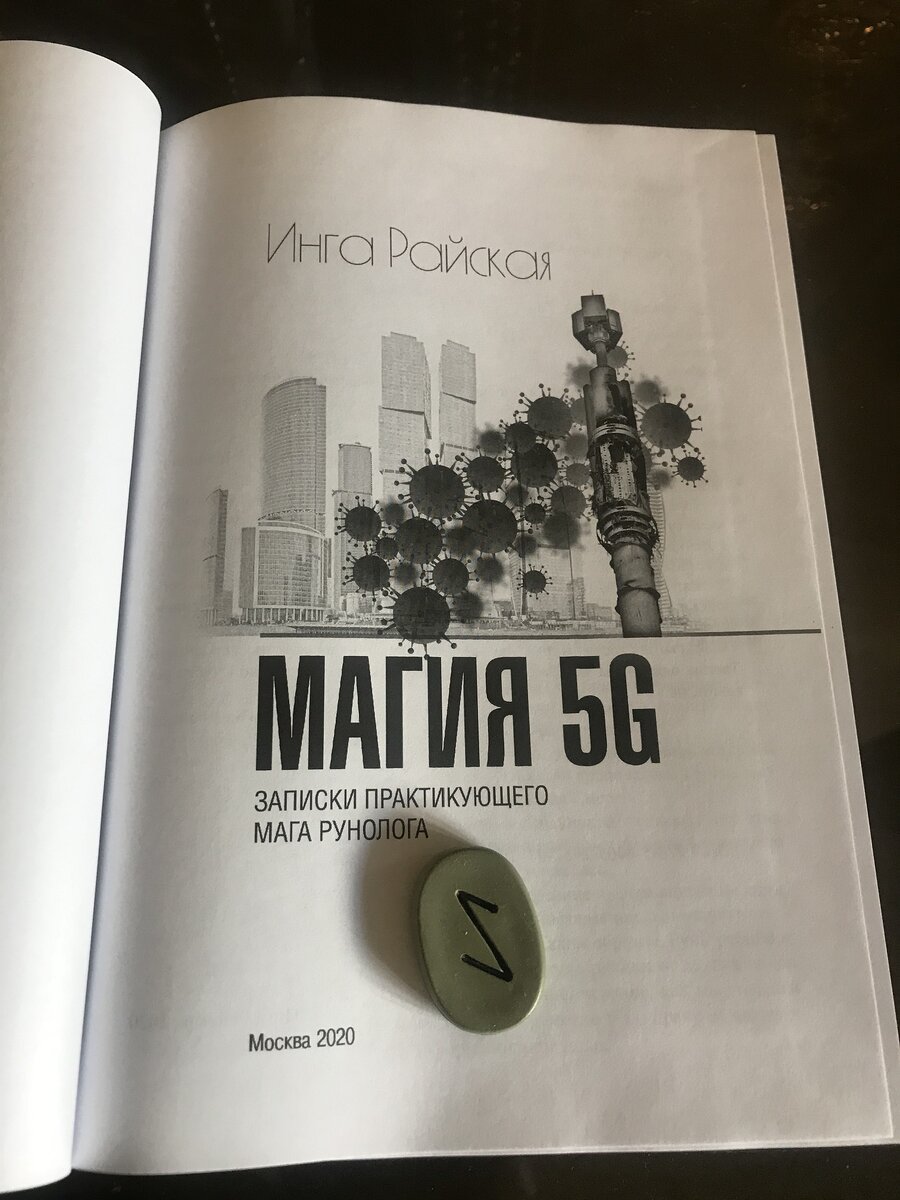 Инга Райская
МАГИЯ 5G
ЗАПИСКИ ПРАКТИКУЮЩЕГО
МАГА РУНОЛОГА
Москва 2020